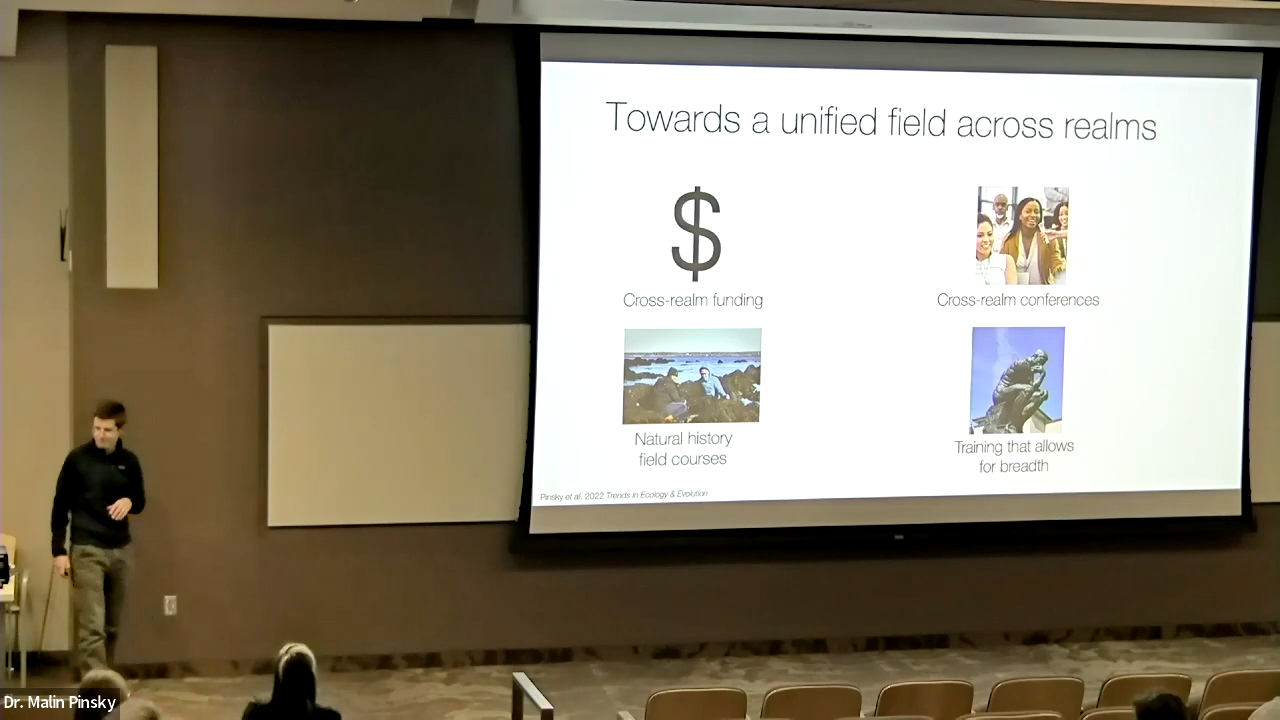 Towards a unified field across realms
$
Cross-realm funding
Cross-realm conferences
Natural history
field courses
Training that allows
for breadth
Pinsky et al. 2022 Trends in Ecology & Evolution
Dr. Malin Pinsky